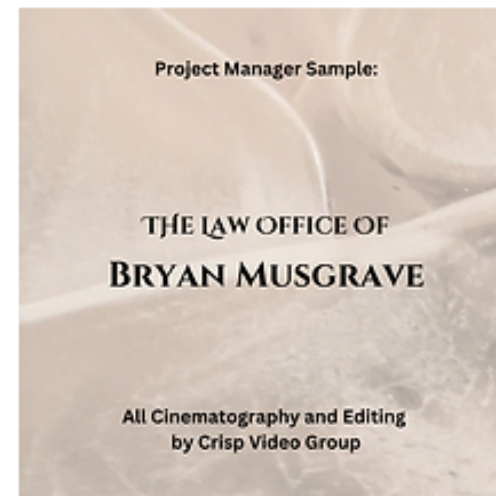 Project Manager Sample:
The Law Office of
Bryan Musgrave
All Cinematography and Editing
by Crisp Video Group